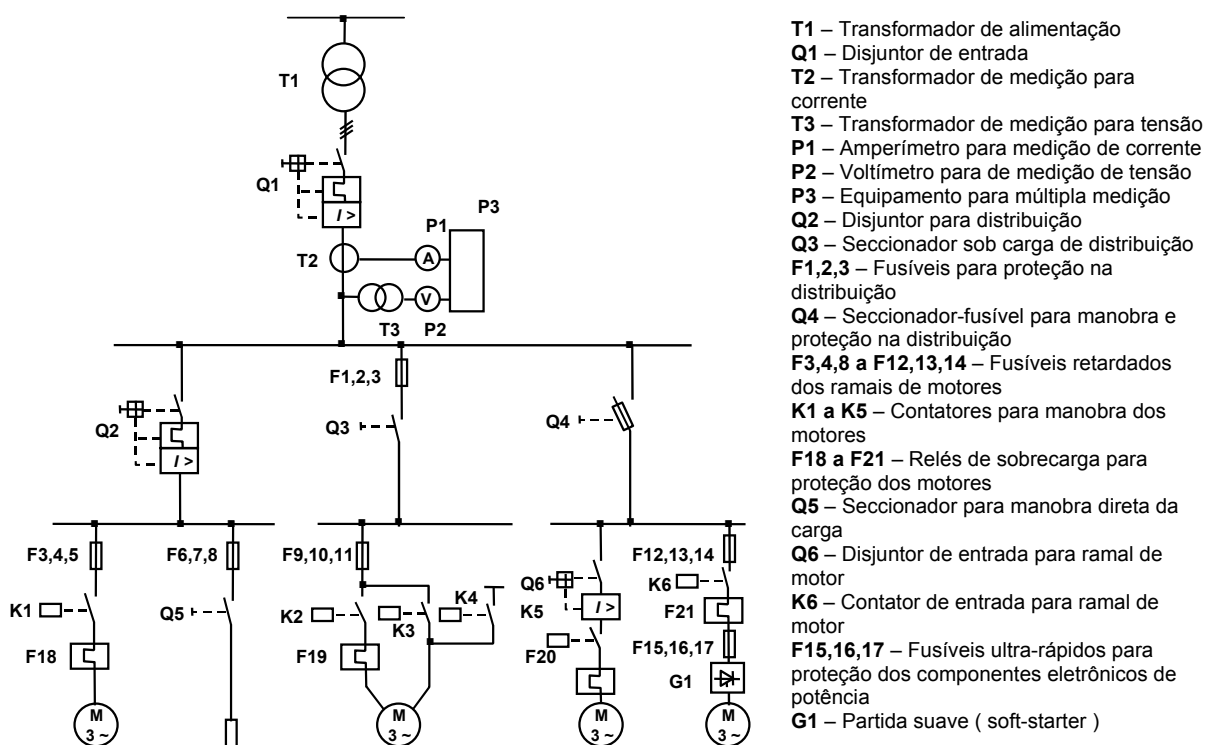 T1
Q1
I >
P3
P1
T2
A
V
T3
P2
F1,2,3
Q2
I >
Q3
Q4
F3,4,5
F6,7,8
F9,10,11
F12,13,14
Q6
K6
K4
K1
Q5
K2
K3
K5
I >
F21
F18
F19
F20
F15,16,17
G1
M
3 ~
M
3 ~
M
3 ~
M
3 ~
T1 – Transformador de alimentação
Q1 – Disjuntor de entrada
T2 – Transformador de medição para
corrente
T3 – Transformador de medição para tensão
P1 – Amperímetro para medição de corrente
P2 – Voltímetro para de medição de tensão
P3 – Equipamento para múltipla medição
Q2 – Disjuntor para distribuição
Q3 – Seccionador sob carga de distribuição
F1,2,3 – Fusíveis para proteção na
distribuição
Q4 – Seccionador-fusível para manobra e
proteção na distribuição
F3,4,8 a F12,13,14 – Fusíveis retardados
dos ramais de motores
K1 a K5 – Contatores para manobra dos
motores
F18 a F21 – Relés de sobrecarga para
proteção dos motores
Q5 – Seccionador para manobra direta da
carga
Q6 – Disjuntor de entrada para ramal de
motor
K6 – Contator de entrada para ramal de
motor
F15,16,17 – Fusíveis ultra-rápidos para
proteção dos componentes eletrônicos de
potência
G1 – Partida suave ( soft-starter )